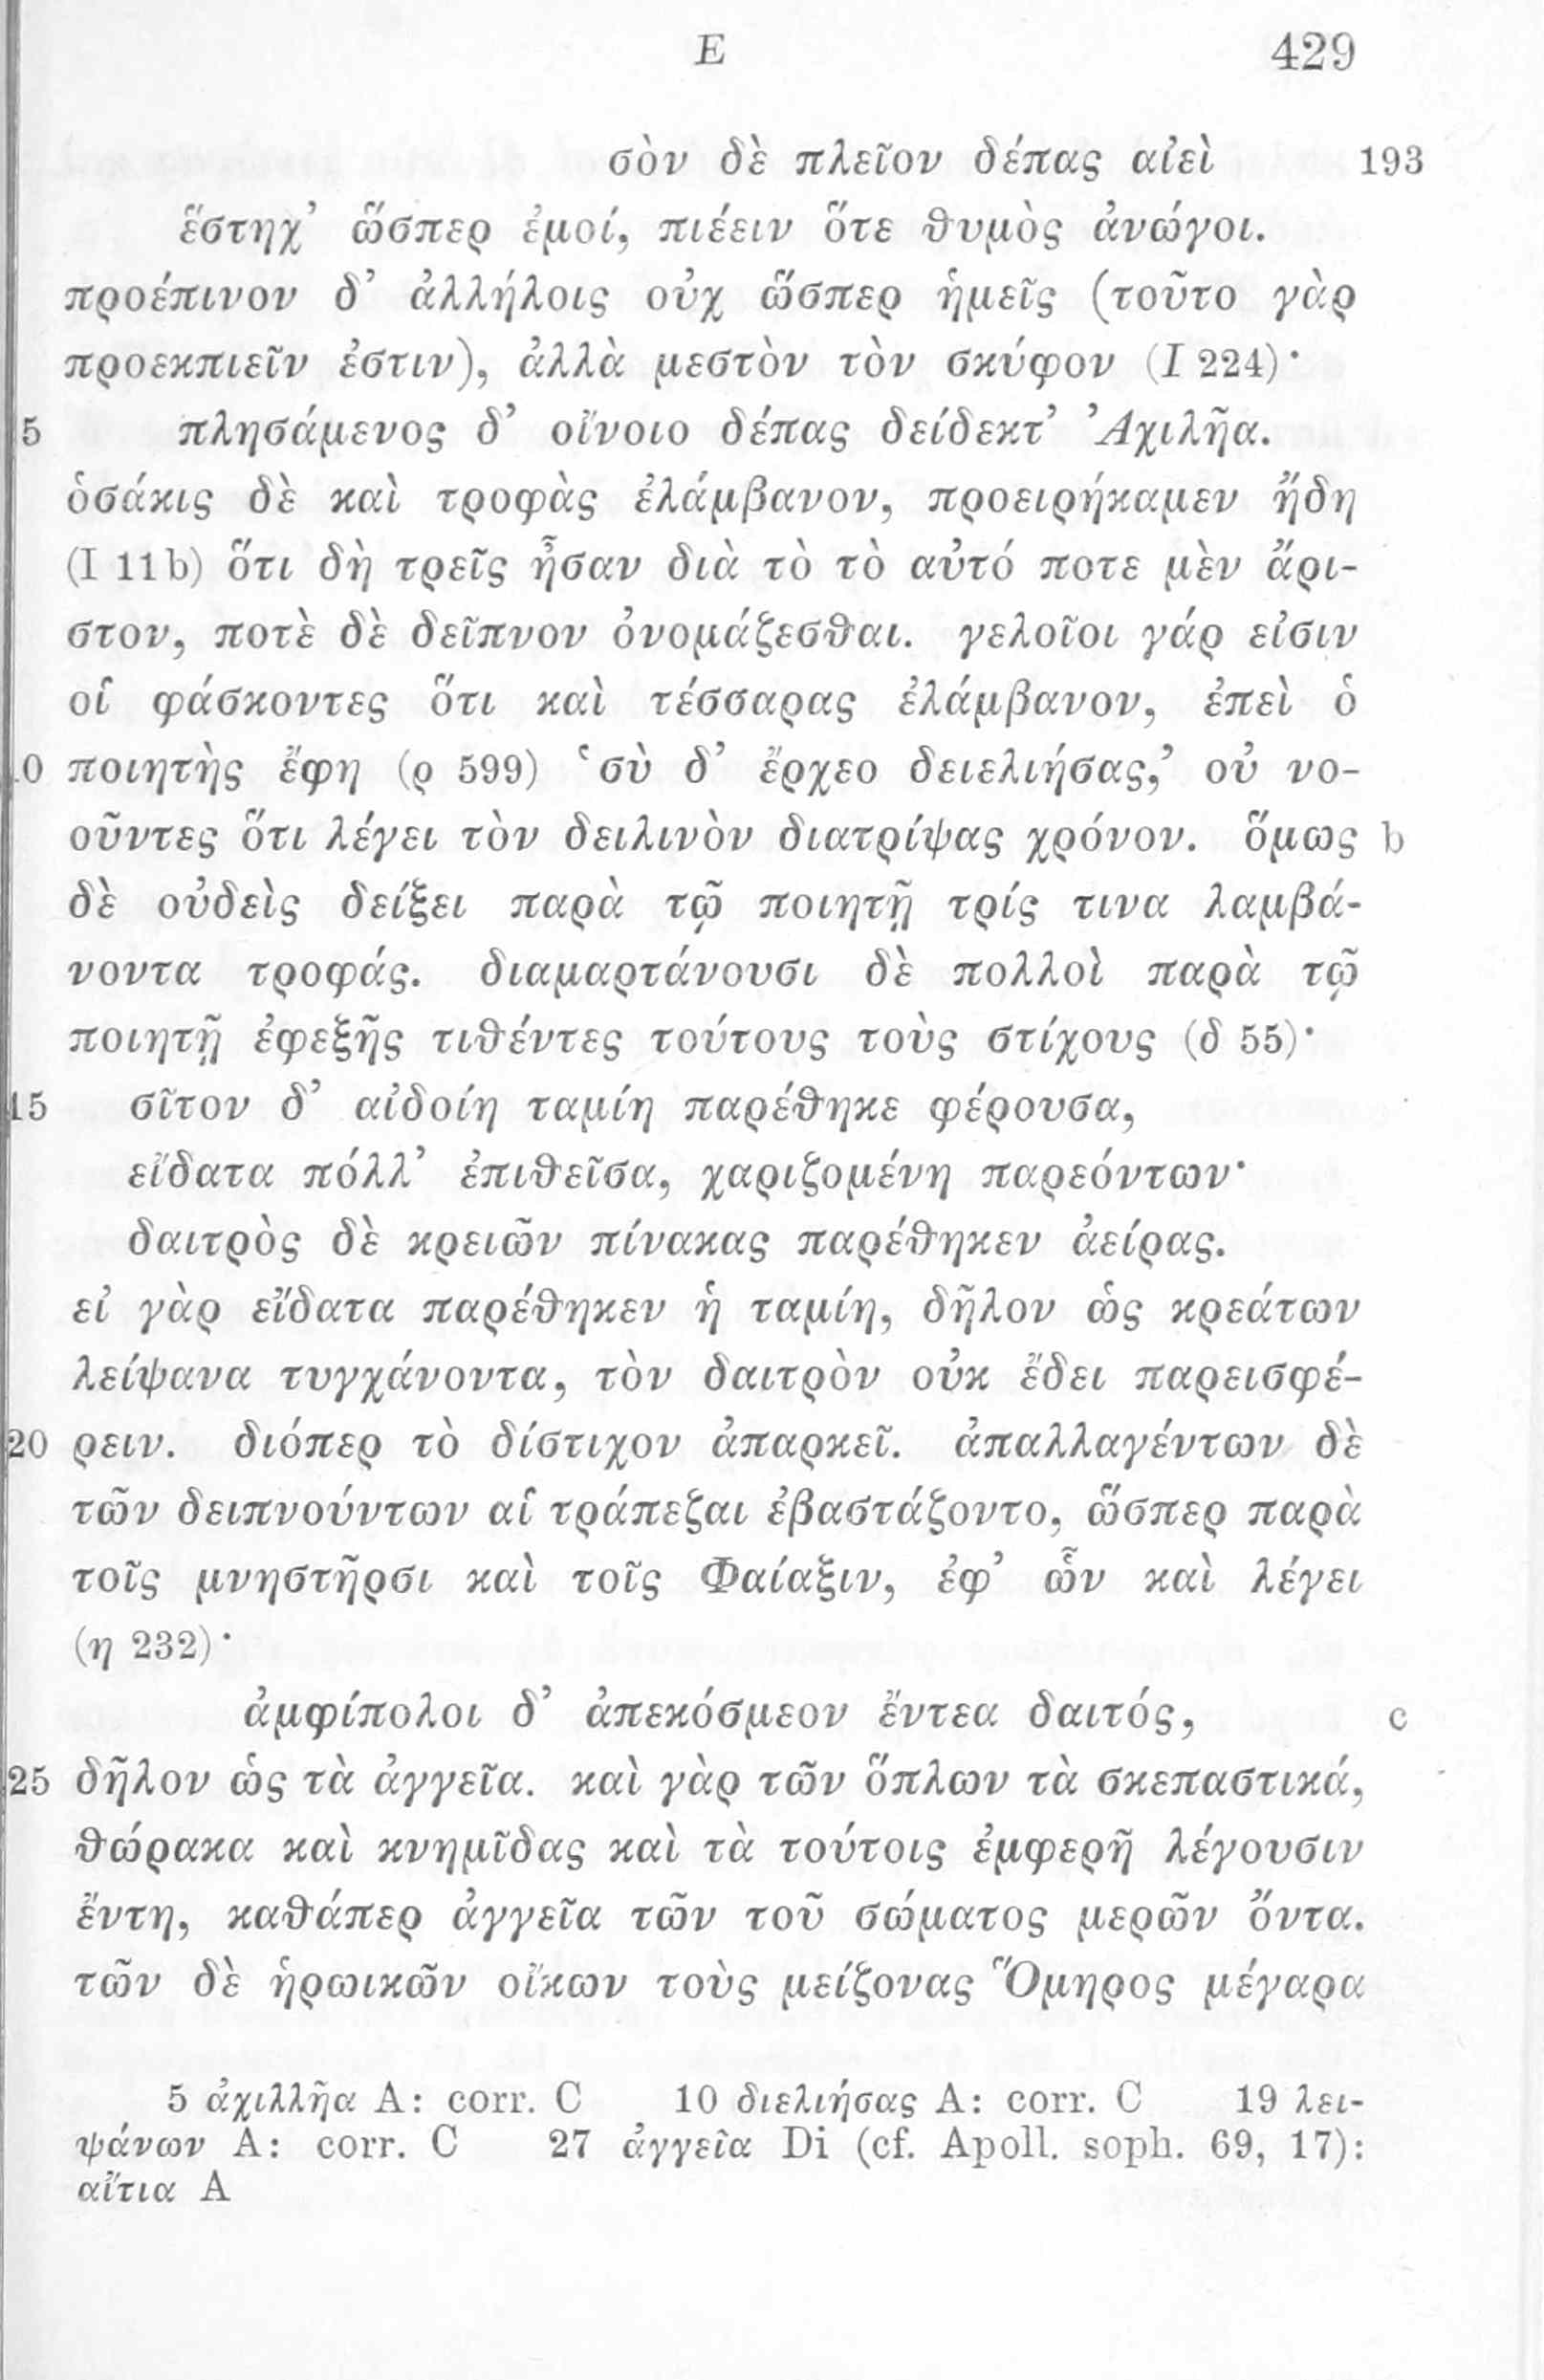 E 429
σὸν δὲ πλεῖον δέπας αἰεὶ 193
ἕστηχ’ ὥσπερ ἐμοί, πιέειν ὅτε θυμὸς ἀνώγοι.
προέπινον δ’ ἀλλήλοις οὐχ ὥσπερ ἡμεῖς (τοῦτο γὰρ
προεκπιεῖν ἐστιν), ἀλλὰ μεστὸν τὸν σκύφον (I 224)·
5 πλησάμενος δ’ οἴνοιο δέπας δείδεκτ’ Ἀχιλῆα.
ὁσάκις δὲ καὶ τροφὰς ἐλάμβανον, προειρήκαμεν ἤδη
(I 11b) ὅτι δὴ τρεῖς ἦσαν διὰ τὸ τὸ αὐτό ποτε μὲν ἄρι-
στον, ποτὲ δὲ δεῖπνον ὀνομάζεσθαι. γελοῖοι γάρ εἰσιν
οἱ φάσκοντες ὅτι καὶ τέσσαρας ἐλάμβανον, ἐπεὶ ὁ
10 ποιητὴς ἔφη (ρ 599) ‘σὺ δ’ ἔρχεο δειελιήσας,’ οὐ νο-
οῦντες ὅτι λέγει τὸν δειλινὸν διατρίψας χρόνον. ὅμως b
δὲ οὐδεὶς δείξει παρὰ τῷ ποιητῇ τρίς τινα λαμβά-
νοντα τροφάς. διαμαρτάνουσι δὲ πολλοὶ παρὰ τῷ
ποιητῇ ἐφεξῆς τιθέντες τούτους τοὺς στίχους (δ 55)·
15 σῖτον δ’ αἰδοίη ταμίη παρέθηκε φέρουσα,
εἴδατα πόλλ’ ἐπιθεῖσα, χαριζομένη παρεόντων·
δαιτρὸς δὲ κρειῶν πίνακας παρέθηκεν ἀείρας.
εἰ γὰρ εἴδατα παρέθηκεν ἡ ταμίη, δῆλον ὡς κρεάτων
λείψανα τυγχάνοντα, τὸν δαιτρὸν οὐκ ἔδει παρεισφέ-
20 ρειν. διόπερ τὸ δίστιχον ἀπαρκεῖ. ἀπαλλαγέντων δὲ
τῶν δειπνούντων αἱ τράπεζαι ἐβαστάζοντο, ὥσπερ παρὰ
τοῖς μνηστῆρσι καὶ τοῖς Φαίαξιν, ἐφ’ ὧν καὶ λέγει
(η 232)·
ἀμφίπολοι δ’ ἀπεκόσμεον ἔντεα δαιτός, c
25 δῆλον ὡς τὰ ἀγγεῖα. καὶ γὰρ τῶν ὅπλων τὰ σκεπαστικά,
θώρακα καὶ κνημῖδας καὶ τὰ τούτοις ἐμφερῆ λέγουσιν
ἔντη, καθάπερ ἀγγεῖα τῶν τοῦ σώματος μερῶν ὄντα.
τῶν δὲ ἡρωικῶν οἴκων τοὺς μείζονας Ὅμηρος μέγαρα
5 ἀχιλλῆα A: corr. C 10 διελιήσας A: corr. C 19 λει-
ψάνων A: corr. C 27 ἀγγεῖα Di (cf. Apoll. soph. 69, 17):
αἴτια A